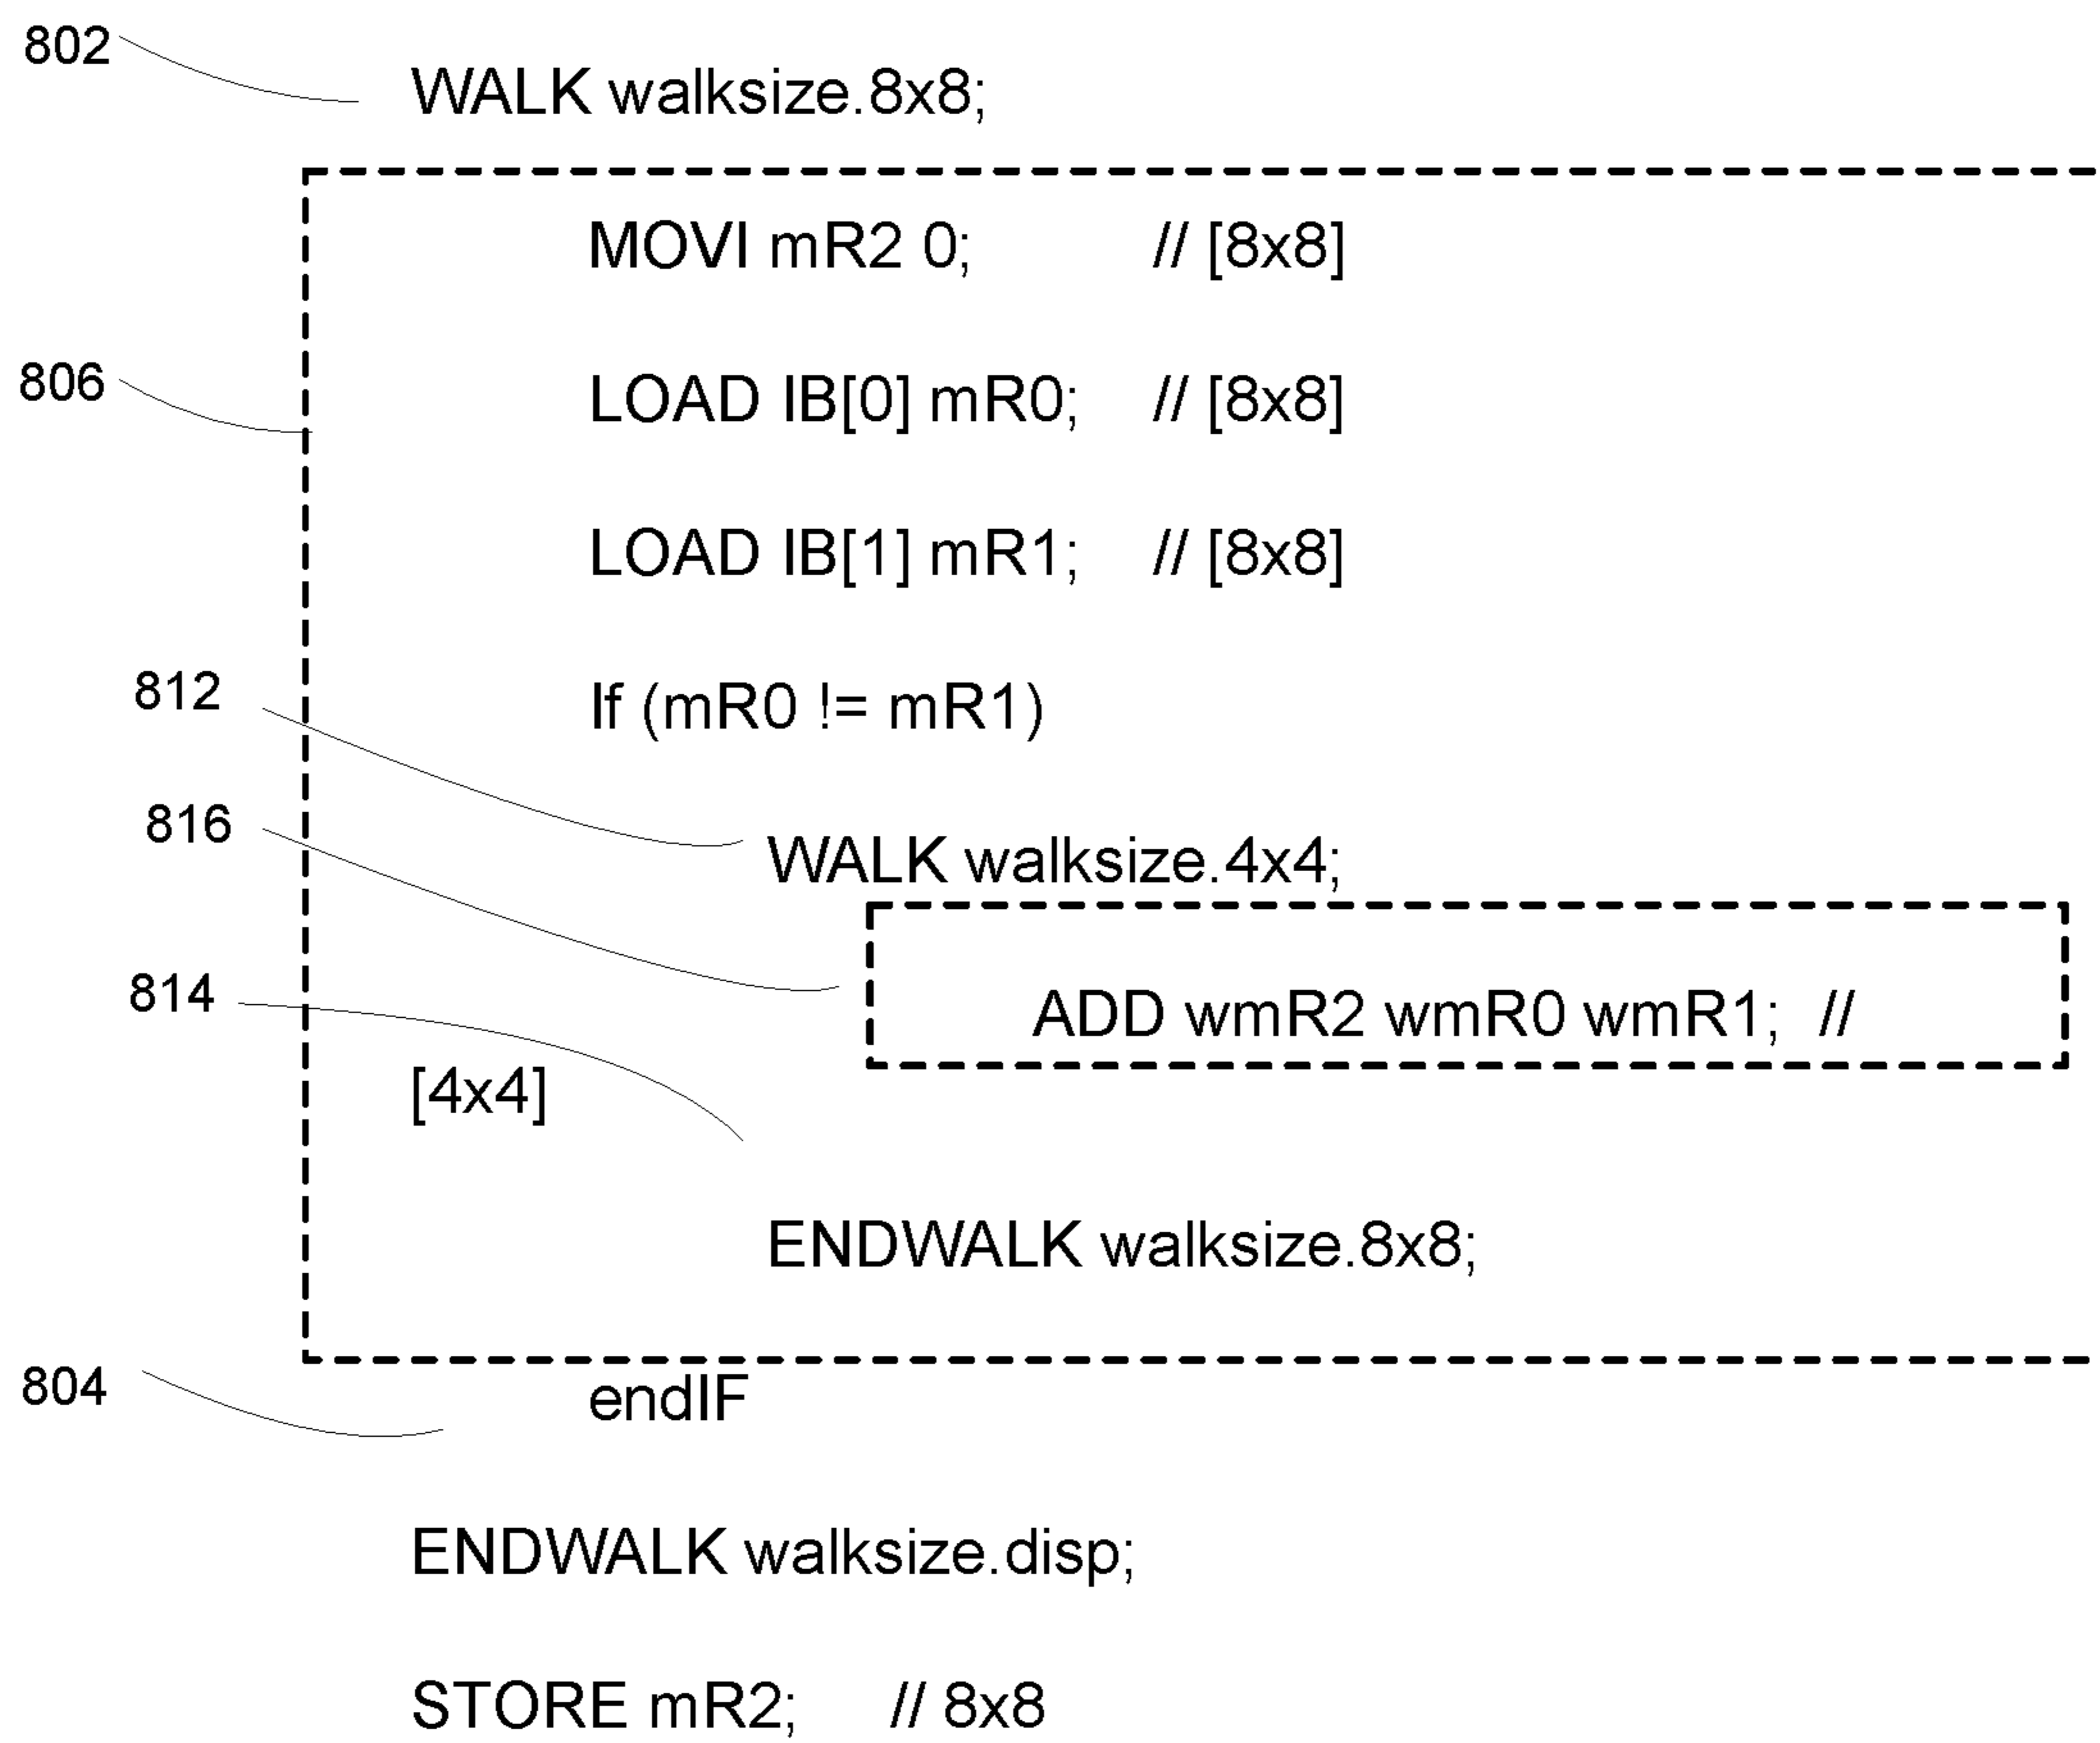 802
WALK walksize.8x8;
MOVI mR2 0; // [8x8]
806
LOAD IB[0] mR0; // [8x8]
LOAD IB[1] mR1; // [8x8]
812
If (mR0 != mR1)
816
WALK walksize.4x4;
814
ADD wmR2 wmR0 wmR1; //
[4x4]
ENDWALK walksize.8x8;
804
endIF
ENDWALK walksize.disp;
STORE mR2; // 8x8